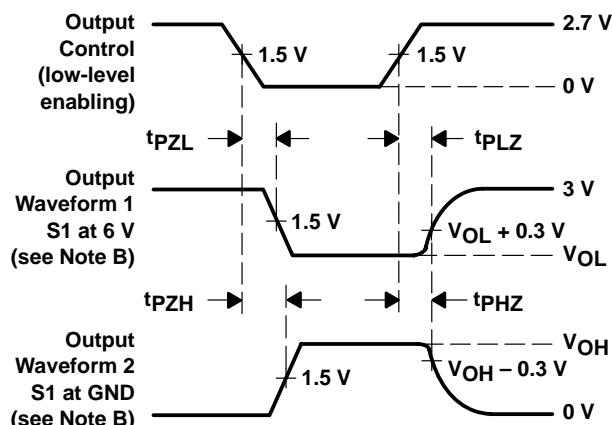 Output
Control
(low-level
enabling)
1.5 V
1.5 V
2.7 V
0 V
tPZL
tPLZ
Output
Waveform 1
S1 at 6 V
(see Note B)
1.5 V
3 V
VOL + 0.3 V
VOL
tPZH
tPHZ
Output
Waveform 2
S1 at GND
(see Note B)
1.5 V
VOH
VOH – 0.3 V
0 V